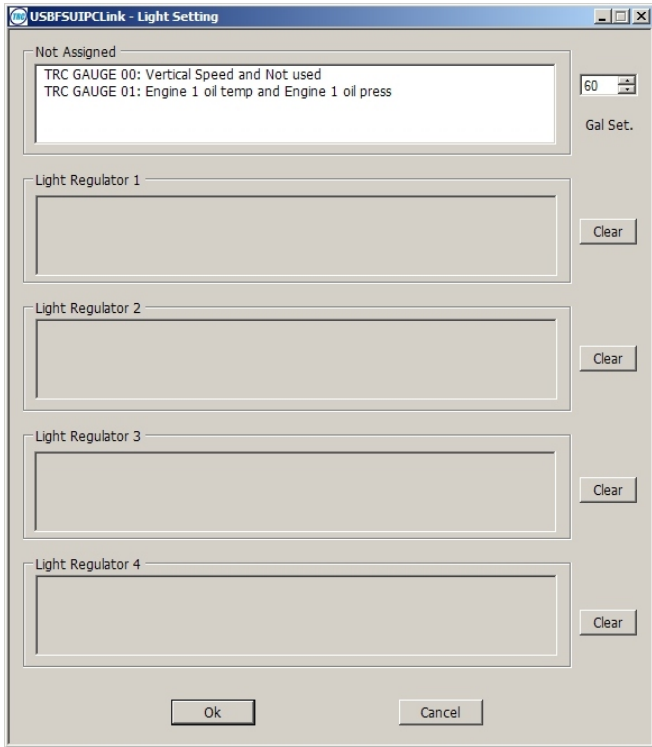 TRC USBFSUIPCLink - Light Setting
Not Assigned
TRC GAUGE 00: Vertical Speed and Not used
TRC GAUGE 01: Engine 1 oil temp and Engine 1 oil press
60
Gal Set.
Light Regulator 1
Clear
Light Regulator 2
Clear
Light Regulator 3
Clear
Light Regulator 4
Clear
Ok
Cancel